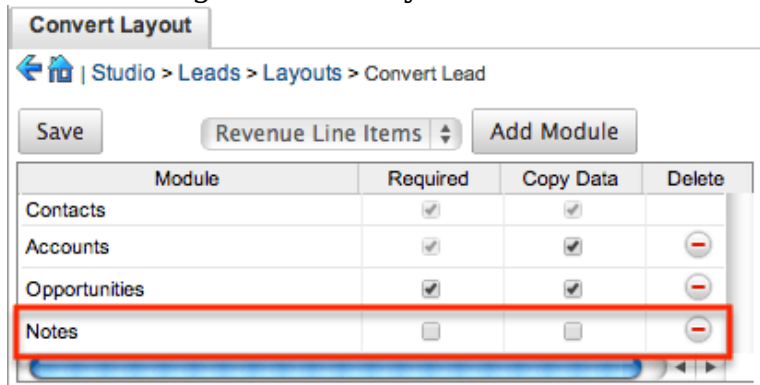 Convert Layout
| Studio > Leads > Layouts > Convert Lead
Save Revenue Line Items Add Module
Module Required Copy Data Delete
Contacts
Accounts
Opportunities
Notes